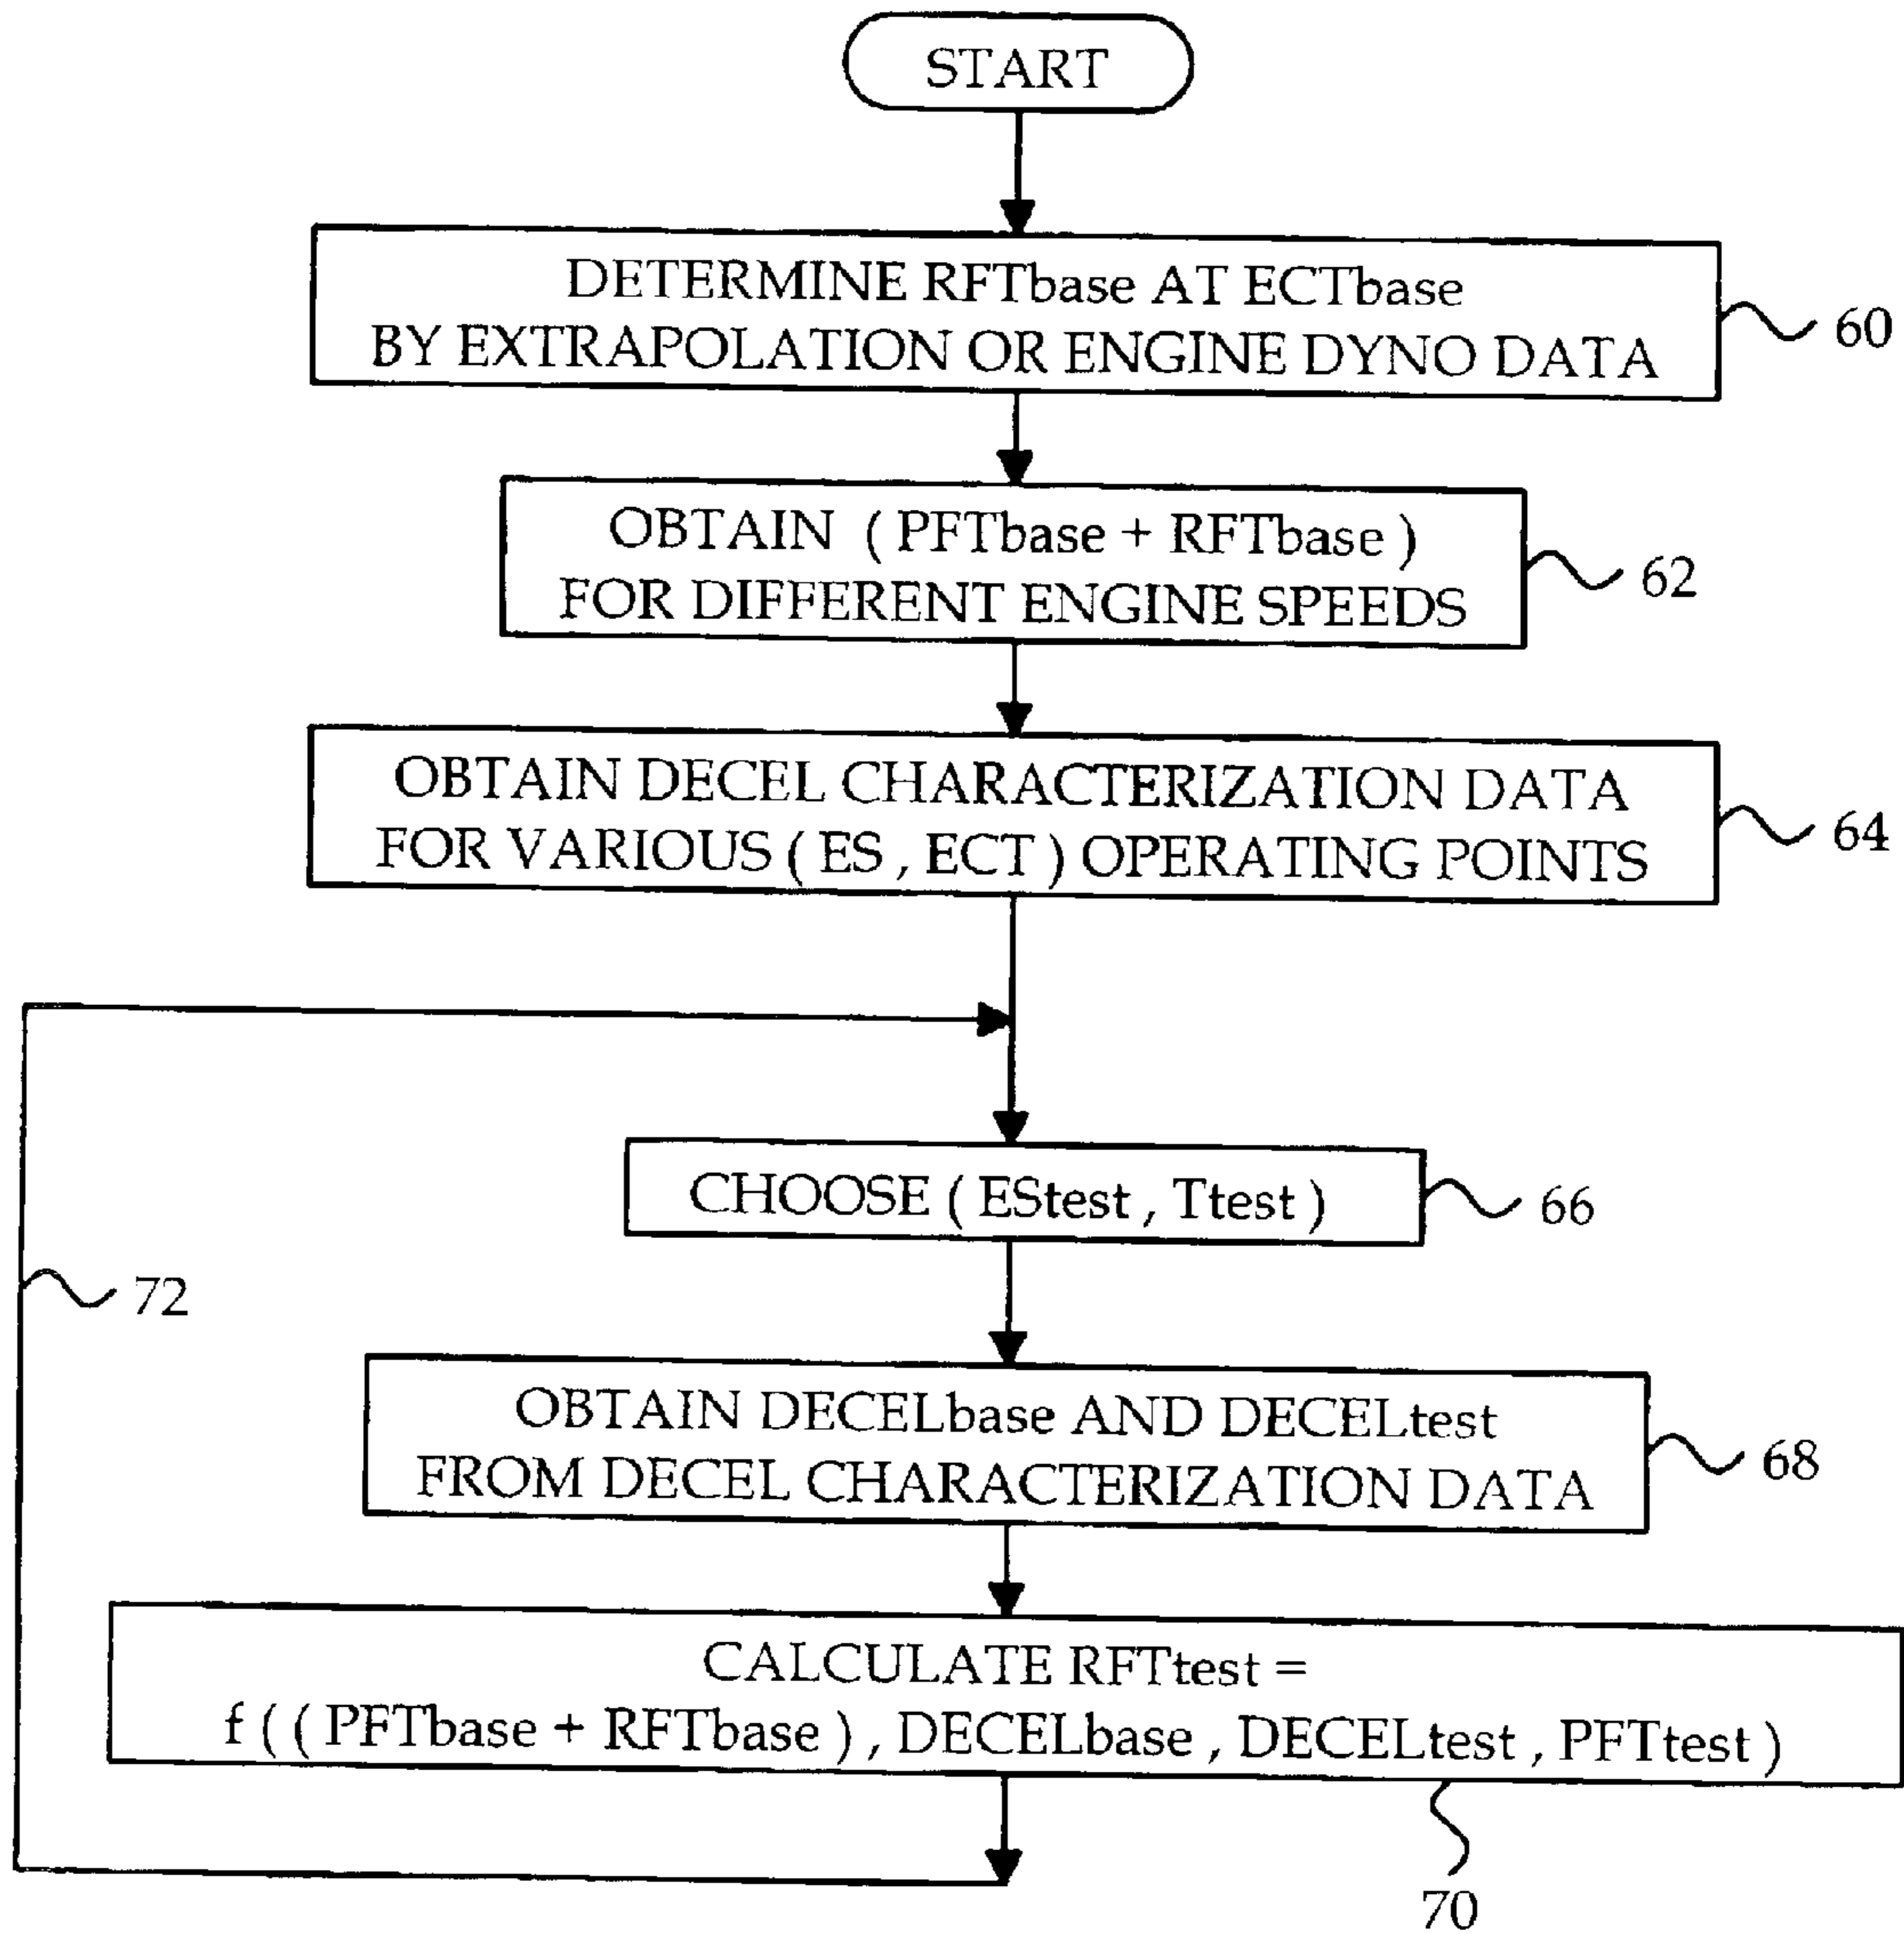 START
DETERMINE RFTbase AT ECTbase
BY EXTRAPOLATION OR ENGINE DYNO DATA
60
OBTAIN ( PFTbase + RFTbase )
FOR DIFFERENT ENGINE SPEEDS
62
OBTAIN DECEL CHARACTERIZATION DATA
FOR VARIOUS ( ES , ECT ) OPERATING POINTS
64
CHOOSE ( EStest , Ttest )
66
72
OBTAIN DECELbase AND DECELtest
FROM DECEL CHARACTERIZATION DATA
68
CALCULATE RFTtest =
f ( ( PFTbase + RFTbase ) , DECELbase , DECELtest , PFTtest )
70